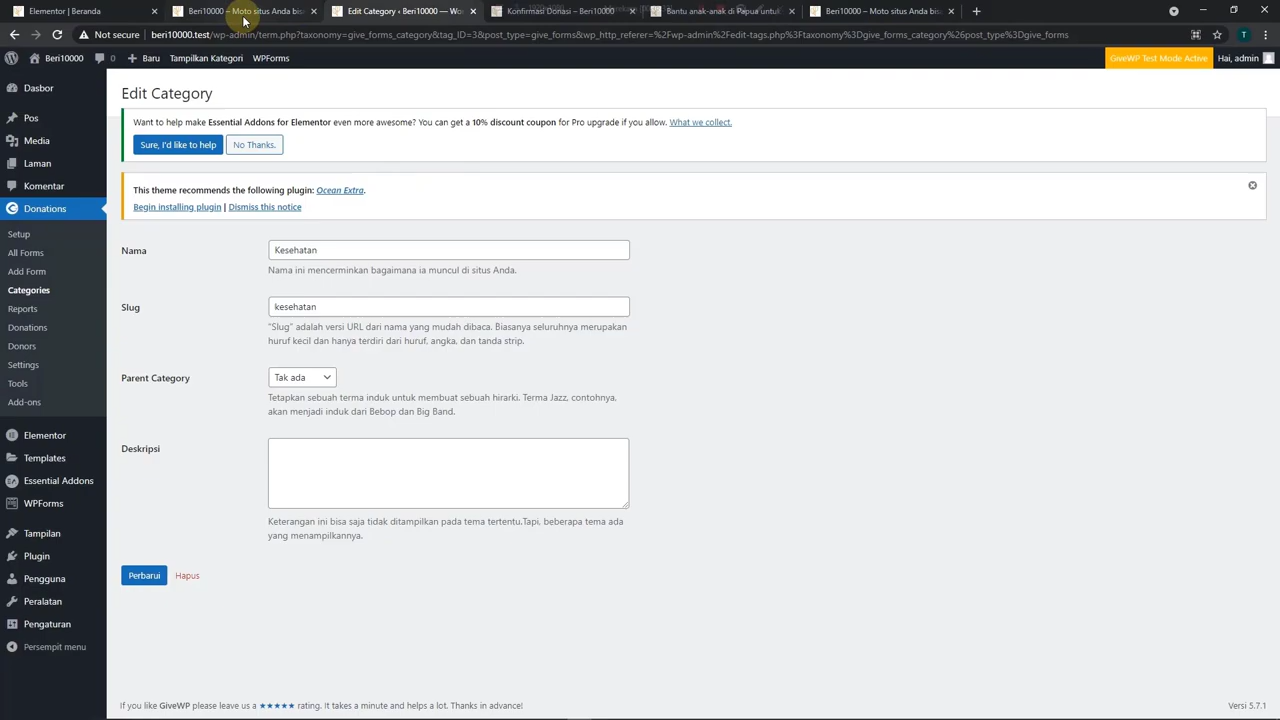 Elementor | Beranda
Beri10000 – Moto situs Anda bis
Edit Category ‹ Beri10000 — Wo
Konfirmasi Donasi – Beri10000
Bantu anak-anak di Papua untu
Beri10000 – Moto situs Anda bis
Not secure
beri10000.test/wp-admin/term.php?taxonomy=give_forms_category&tag_ID=3&post_type=give_forms&wp_http_referer=%2Fwp-admin%2Fedit-tags.php%3Ftaxonomy%3Dgive_forms_category%26post_type%3Dgive_forms
T
Beri10000
0
Baru
Tampilkan Kategori
WPForms
GiveWP Test Mode Active
Hai, admin
Dasbor
Pos
Media
Laman
Komentar
Donations
Setup
All Forms
Add Form
Categories
Reports
Donations
Donors
Settings
Tools
Add-ons
Elementor
Templates
Essential Addons
WPForms
Tampilan
Plugin
Pengguna
Peralatan
Pengaturan
Persempit menu
Edit Category
Want to help make Essential Addons for Elementor even more awesome? You can get a 10% discount coupon for Pro upgrade if you allow. What we collect.
Sure, I'd like to help
No Thanks.
This theme recommends the following plugin: Ocean Extra.
Begin installing plugin | Dismiss this notice
Nama
Kesehatan
Nama ini mencerminkan bagaimana ia muncul di situs Anda.
Slug
kesehatan
"Slug" adalah versi URL dari nama yang mudah dibaca. Biasanya seluruhnya merupakan
huruf kecil dan hanya terdiri dari huruf, angka, dan tanda strip.
Parent Category
Tak ada
Tetapkan sebuah terma induk untuk membuat sebuah hirarki. Terma Jazz, contohnya,
akan menjadi induk dari Bebop dan Big Band.
Deskripsi
Keterangan ini bisa saja tidak ditampilkan pada tema tertentu.Tapi, beberapa tema ada
yang menampilkannya.
Perbarui
Hapus
If you like GiveWP please leave us a ★★★★★ rating. It takes a minute and helps a lot. Thanks in advance!
Versi 5.7.1